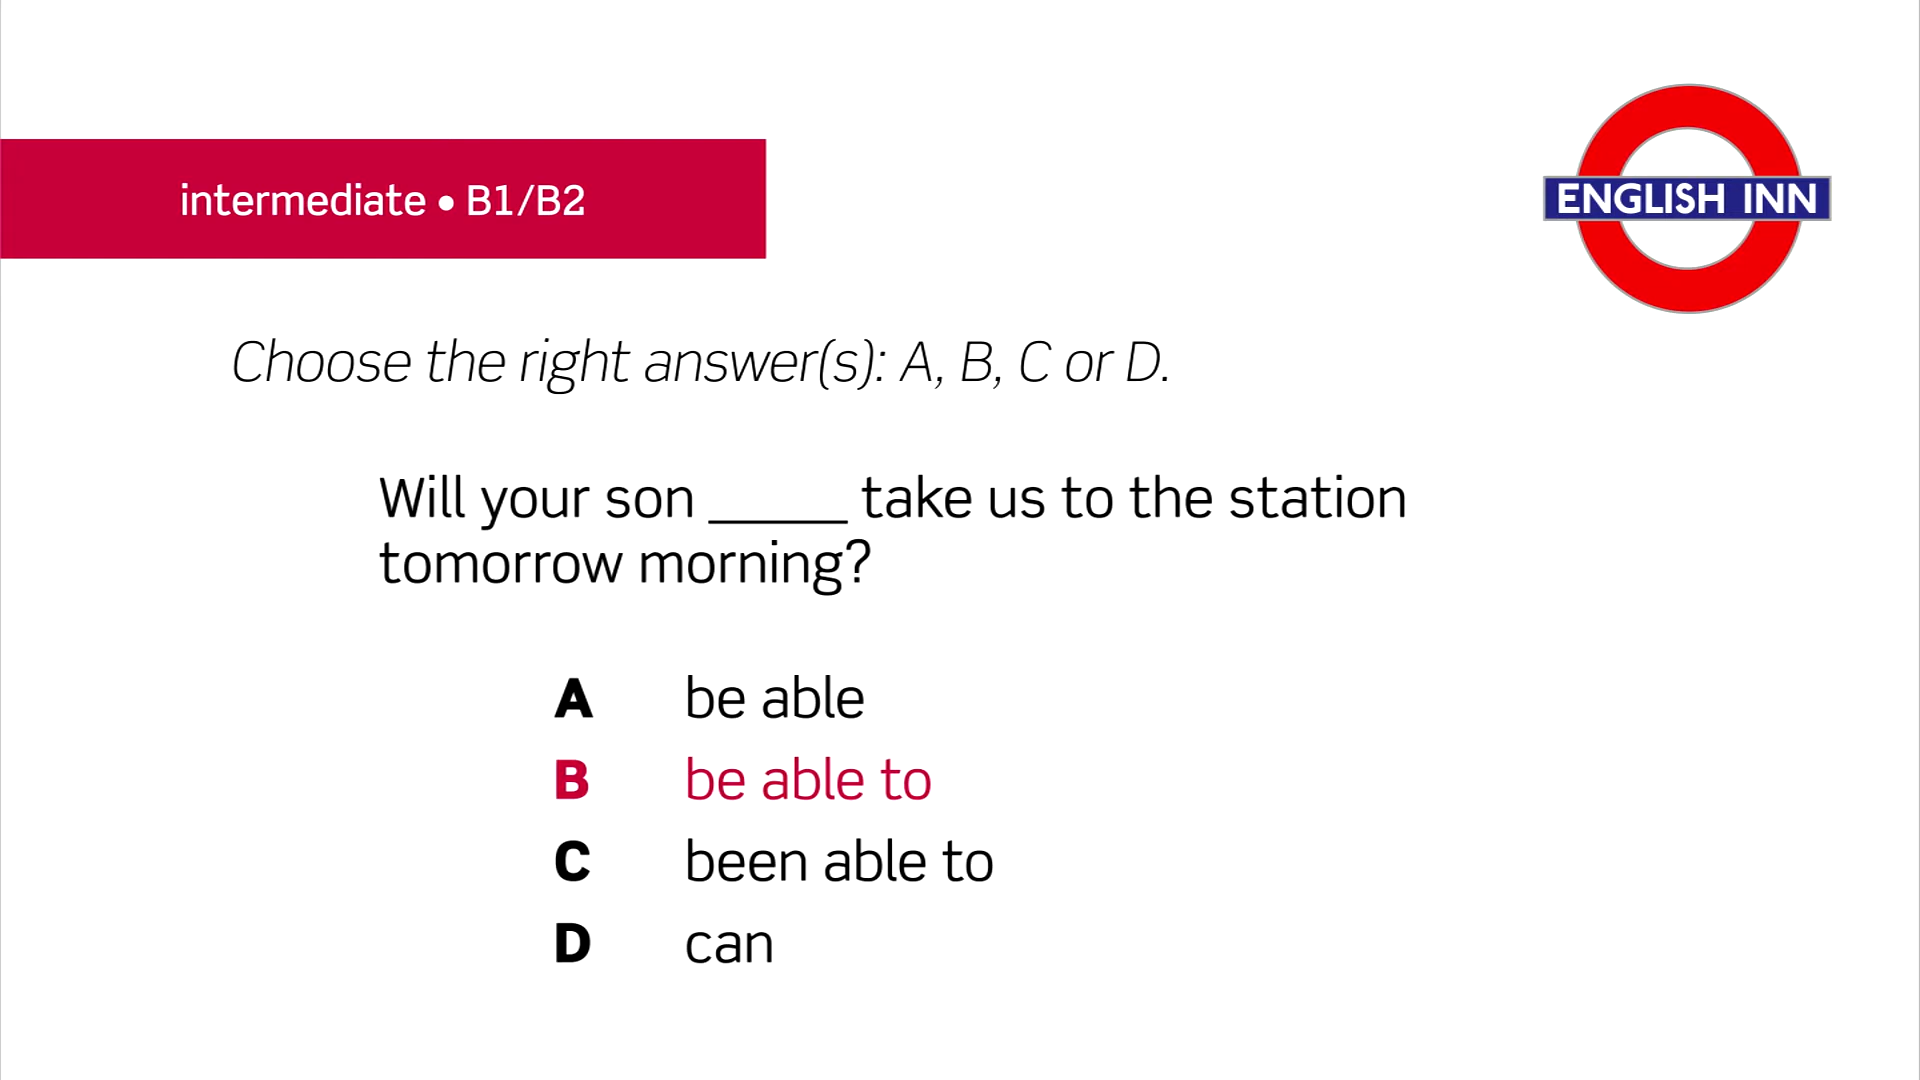 intermediate • B1/B2
ENGLISH INN
Choose the right answer(s): A, B, C or D.
Will your son _____ take us to the station
tomorrow morning?
A be able
B be able to
C been able to
D can